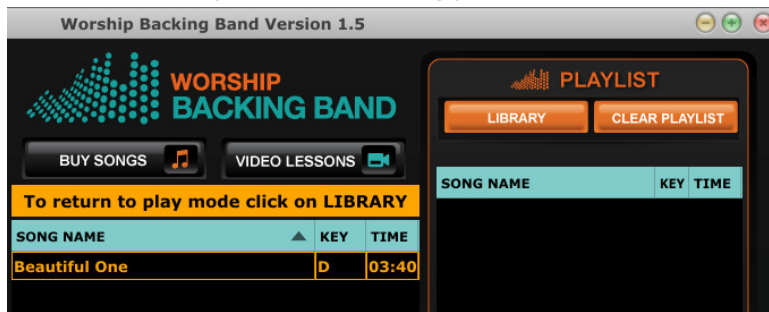 Worship Backing Band Version 1.5
WORSHIP
BACKING BAND
BUY SONGS
VIDEO LESSONS
To return to play mode click on LIBRARY
SONG NAME KEY TIME
Beautiful One D 03:40
PLAYLIST
LIBRARY
CLEAR PLAYLIST
SONG NAME KEY TIME